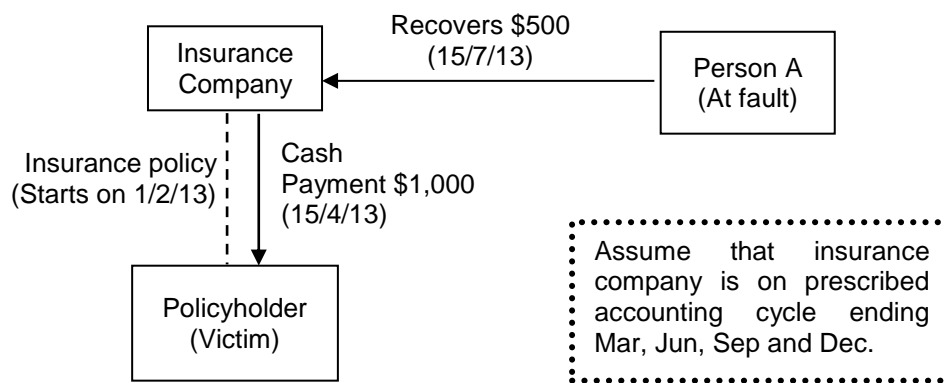 Recovers $500
(15/7/13)
Insurance
Company
Person A
(At fault)
Insurance policy
(Starts on 1/2/13)
Cash
Payment $1,000
(15/4/13)
Policyholder
(Victim)
Assume that insurance
company is on prescribed
accounting cycle ending
Mar, Jun, Sep and Dec.